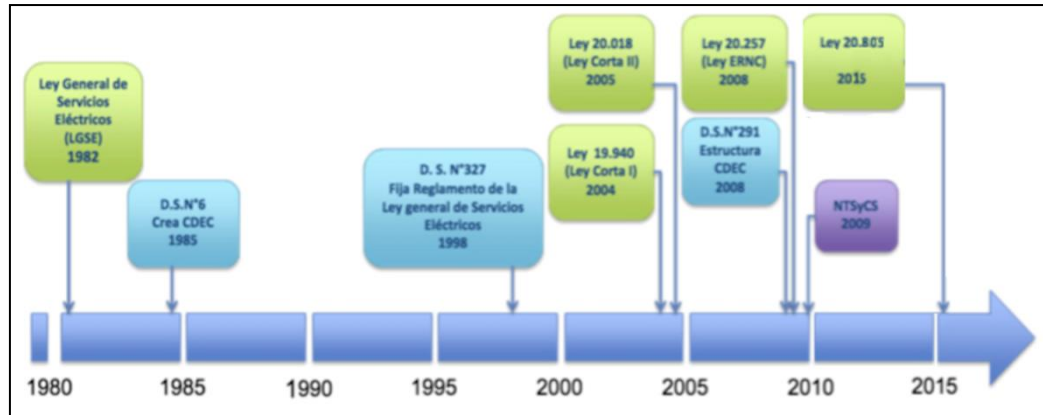 Ley General de
Servicios
Eléctricos
(LGSE)
1982
D.S.N°6
Crea CDEC
1985
D. S. N°327
Fija Reglamento de la
Ley general de Servicios
Eléctricos
1998
Ley 20.018
(Ley Corta II)
2005
Ley 19.940
(Ley Corta I)
2004
Ley 20.257
(Ley ERNC)
2008
D.S.N°291
Estructura
CDEC
2008
Ley 20.805
2015
NTSyCS
2009
1980
1985
1990
1995
2000
2005
2010
2015